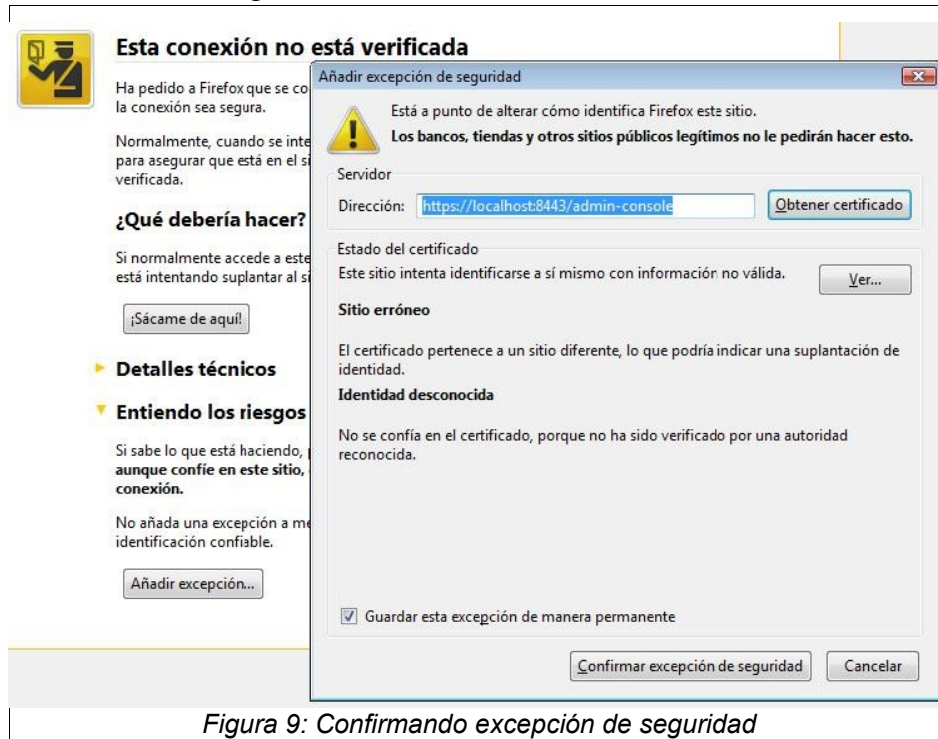 Esta conexión no está verificada
Ha pedido a Firefox que se co
la conexión sea segura.
Normalmente, cuando se inte
para asegurar que está en el si
verificada.
¿Qué debería hacer?
Si normalmente accede a este
está intentando suplantar al si
¡Sácame de aquí!
Detalles técnicos
Entiendo los riesgos
Si sabe lo que está haciendo,
aunque confíe en este sitio,
conexión.
No añada una excepción a me
identificación confiable.
Añadir excepción...
Añadir excepción de seguridad
Está a punto de alterar cómo identifica Firefox este sitio.
Los bancos, tiendas y otros sitios públicos legítimos no le pedirán hacer esto.
Servidor
Dirección: https://localhost:8443/admin-console Obtener certificado
Estado del certificado
Este sitio intenta identificarse a sí mismo con información no válida. Ver...
Sitio erróneo
El certificado pertenece a un sitio diferente, lo que podría indicar una suplantación de
identidad.
Identidad desconocida
No se confía en el certificado, porque no ha sido verificado por una autoridad
reconocida.
Guardar esta excepción de manera permanente
Confirmar excepción de seguridad Cancelar
Figura 9: Confirmando excepción de seguridad